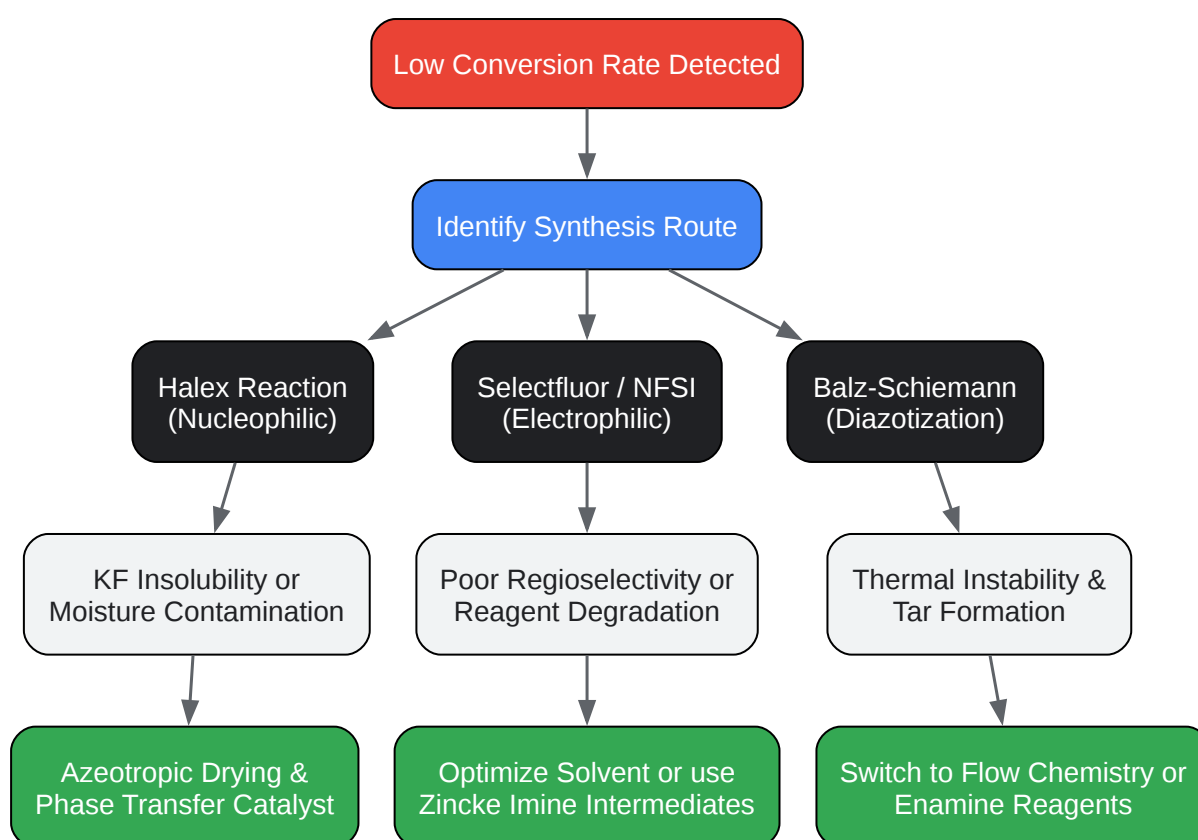 Low Conversion Rate Detected
Identify Synthesis Route
Halex Reaction
(Nucleophilic)
Selectfluor / NFSI
(Electrophilic)
Balz-Schiemann
(Diazotization)
KF Insolubility or
Moisture Contamination
Poor Regioselectivity or
Reagent Degradation
Thermal Instability &
Tar Formation
Azeotropic Drying &
Phase Transfer Catalyst
Optimize Solvent or use
Zincke Imine Intermediates
Switch to Flow Chemistry or
Enamine Reagents